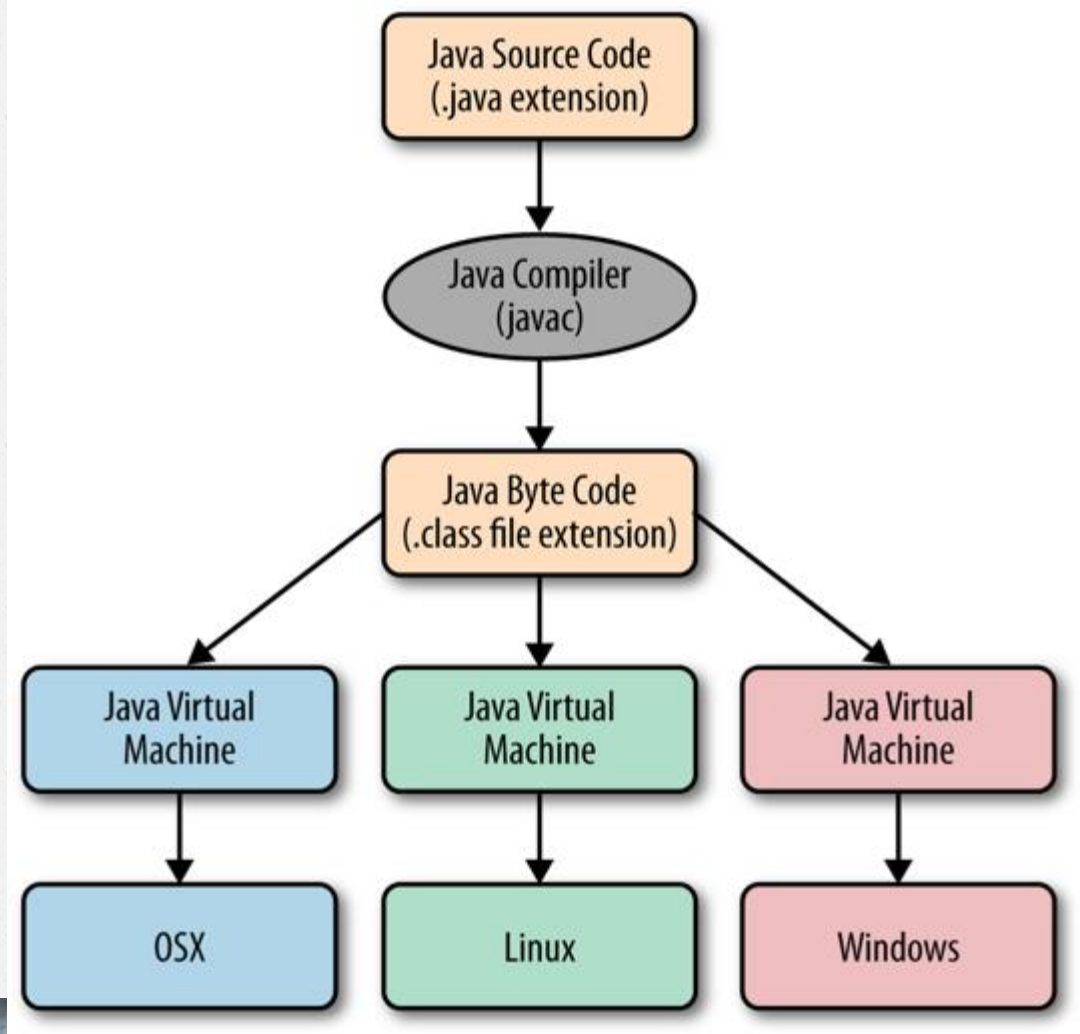 Java Source Code
(.java extension)
Java Compiler
(javac)
Java Byte Code
(.class file extension)
Java Virtual
Machine
Java Virtual
Machine
Java Virtual
Machine
OSX
Linux
Windows